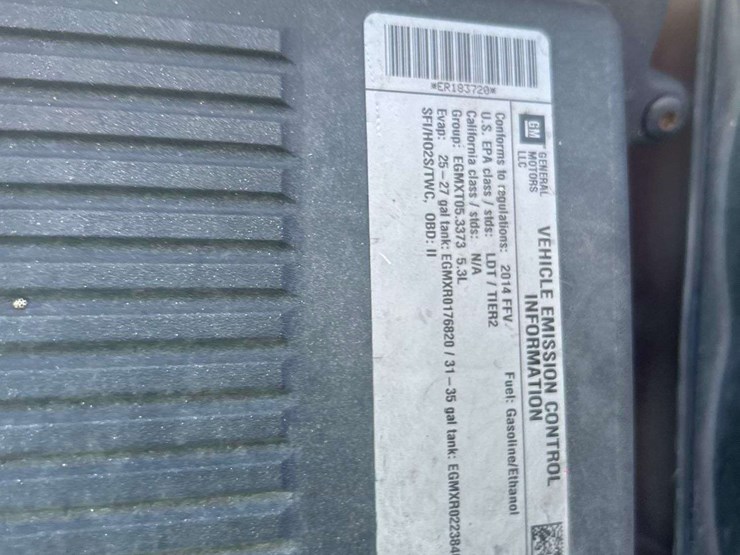 *ER183720*
GM
GENERAL
MOTORS
LLC
VEHICLE EMISSION CONTROL
INFORMATION
Conforms to regulations: 2014 FFV Fuel: Gasoline/Ethanol
U.S. EPA class / stds: LDT / TIER2
California class / stds: N/A
Group: EGMXT05.3373 5.3L
Evap: 25-27 gal tank: EGMXR0176820 / 31-35 gal tank: EGMXR022384
SFI/HO2S/TWC, OBD: II